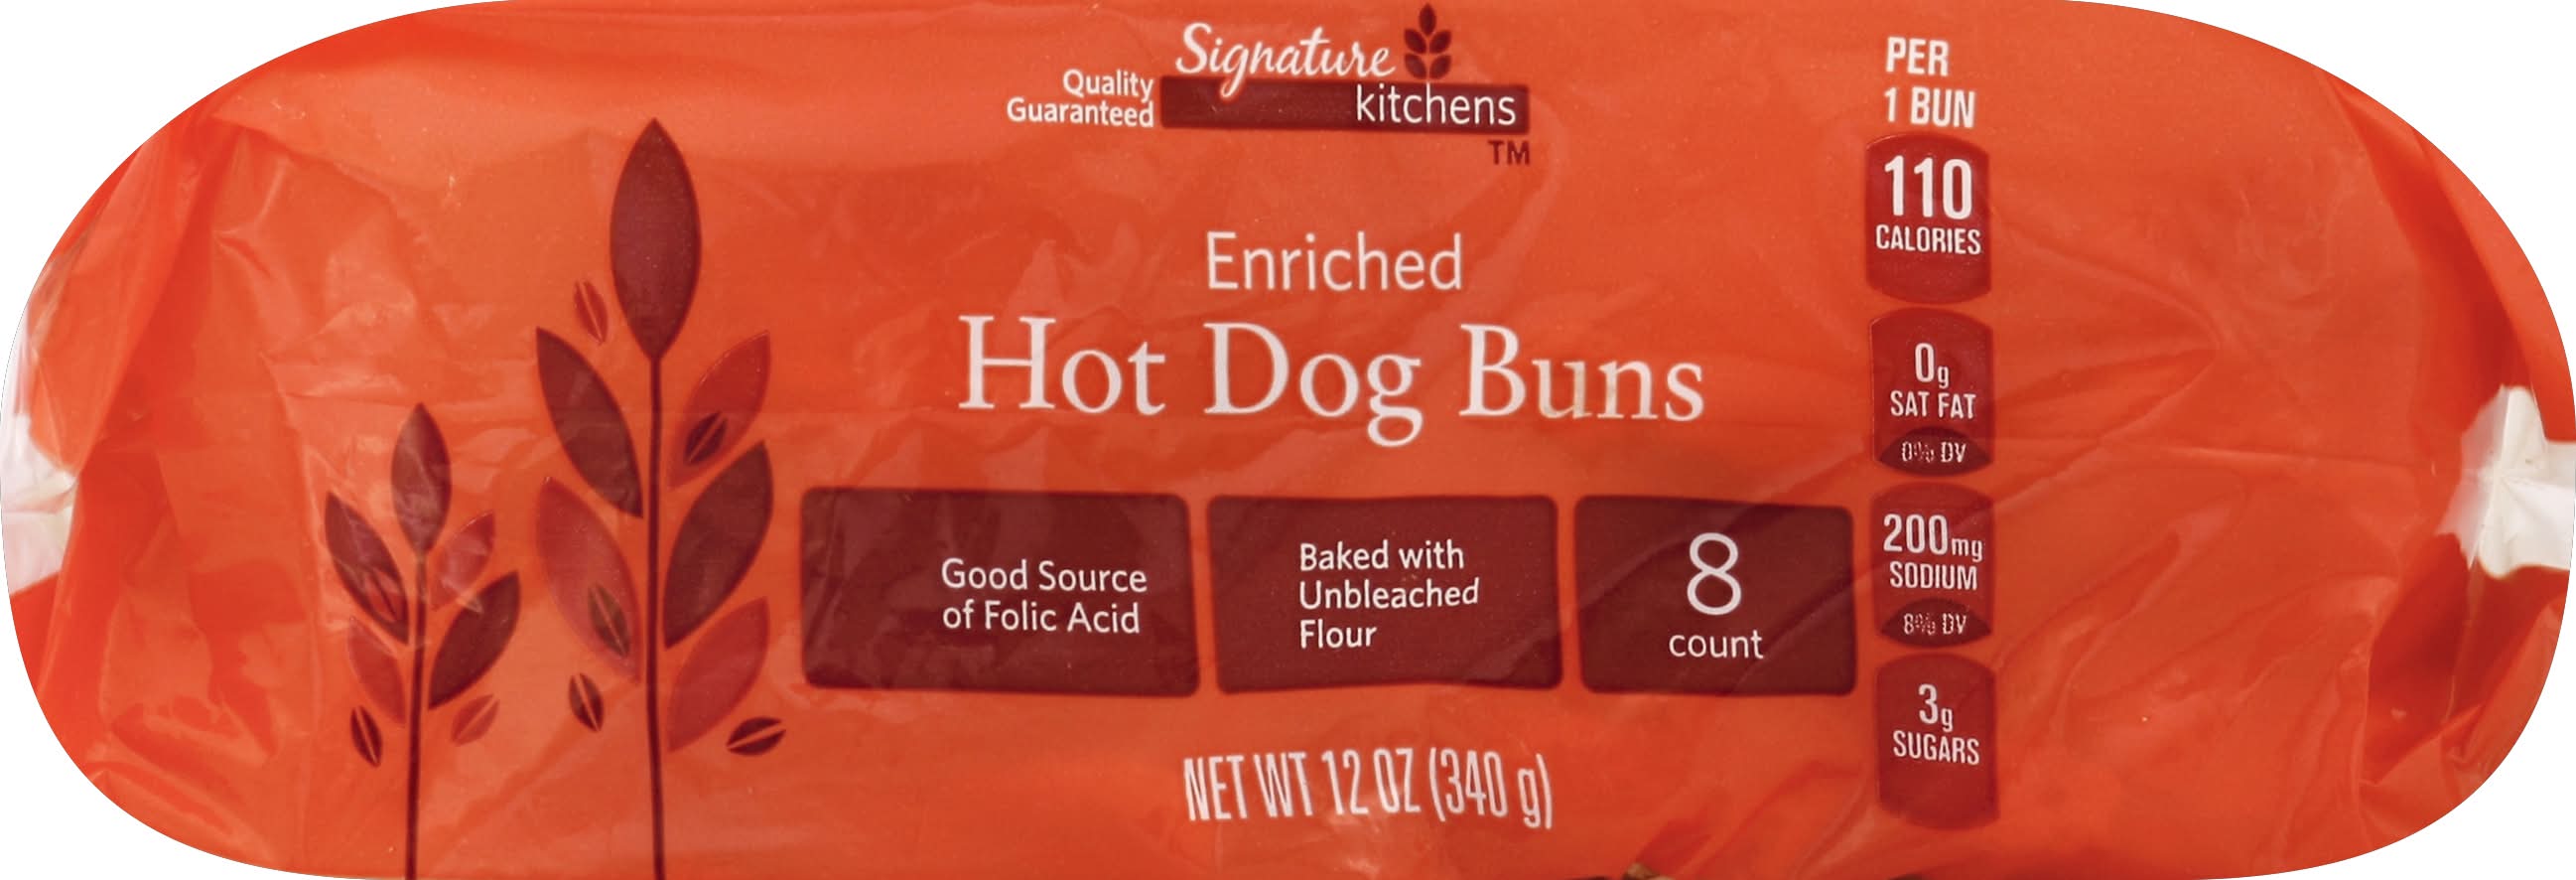 Signature
kitchens
TM
Quality
Guaranteed
Enriched
Hot Dog Buns
Good Source
of Folic Acid
Baked with
Unbleached
Flour
8
count
NET WT 12 OZ (340 g)
PER
1 BUN
110
CALORIES
0g
SAT FAT
0% DV
200mg
SODIUM
8% DV
3g
SUGARS